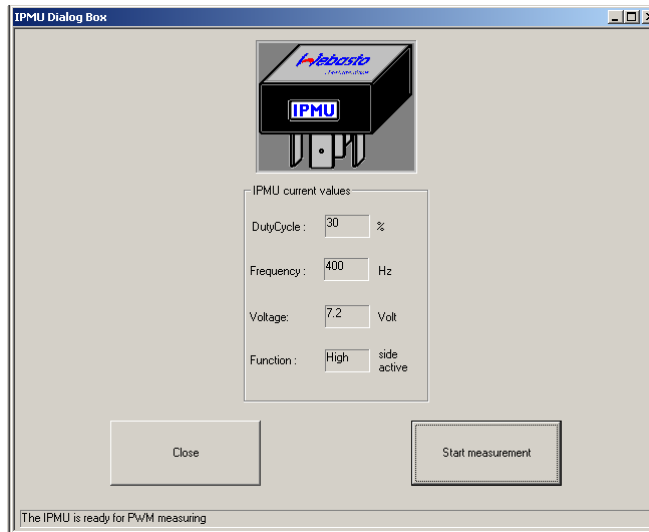 IPMU Dialog Box
Webasto
IPMU
IPMU current values
DutyCycle : 30 %
Frequency : 400 Hz
Voltage: 7.2 Volt
Function : High side active
Close
Start measurement
The IPMU is ready for PWM measuring